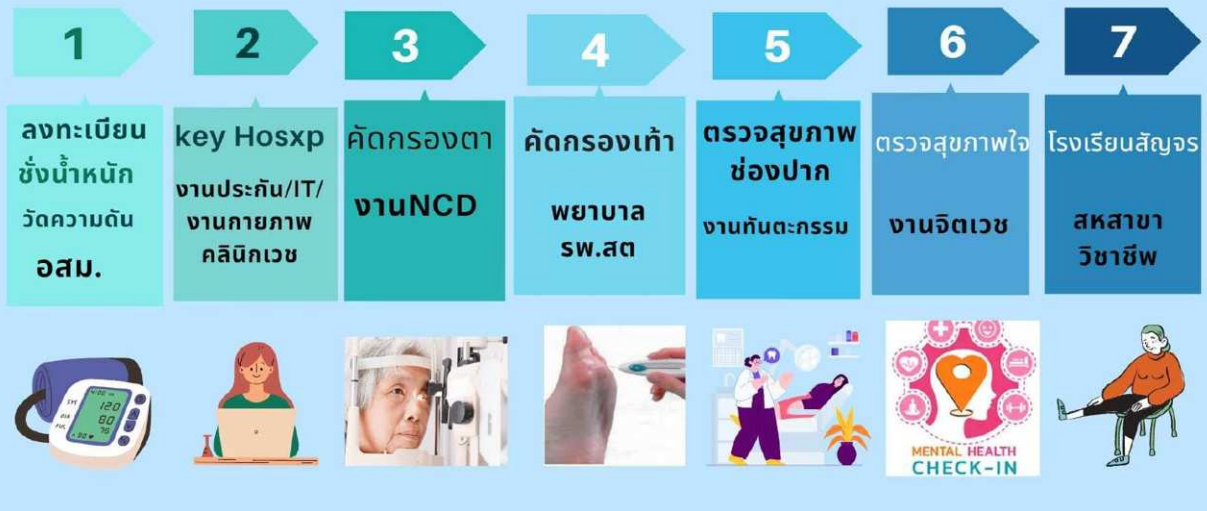 1
2
3
4
5
6
7
ลงทะเบียน
ชั่งน้ำหนัก
วัดความดัน
อสม.
key Hosxp
งานประกัน/IT/
งานกายภาพ
คลินิกเวช
คัดกรองตา
งานNCD
คัดกรองเท้า
พยาบาล
รพ.สต
ตรวจสุขภาพ
ช่องปาก
งานทันตะกรรม
ตรวจสุขภาพใจ
งานจิตเวช
โรงเรียนสัญจร
สหสาขา
วิชาชีพ
120
80
MENTAL HEALTH
CHECK-IN